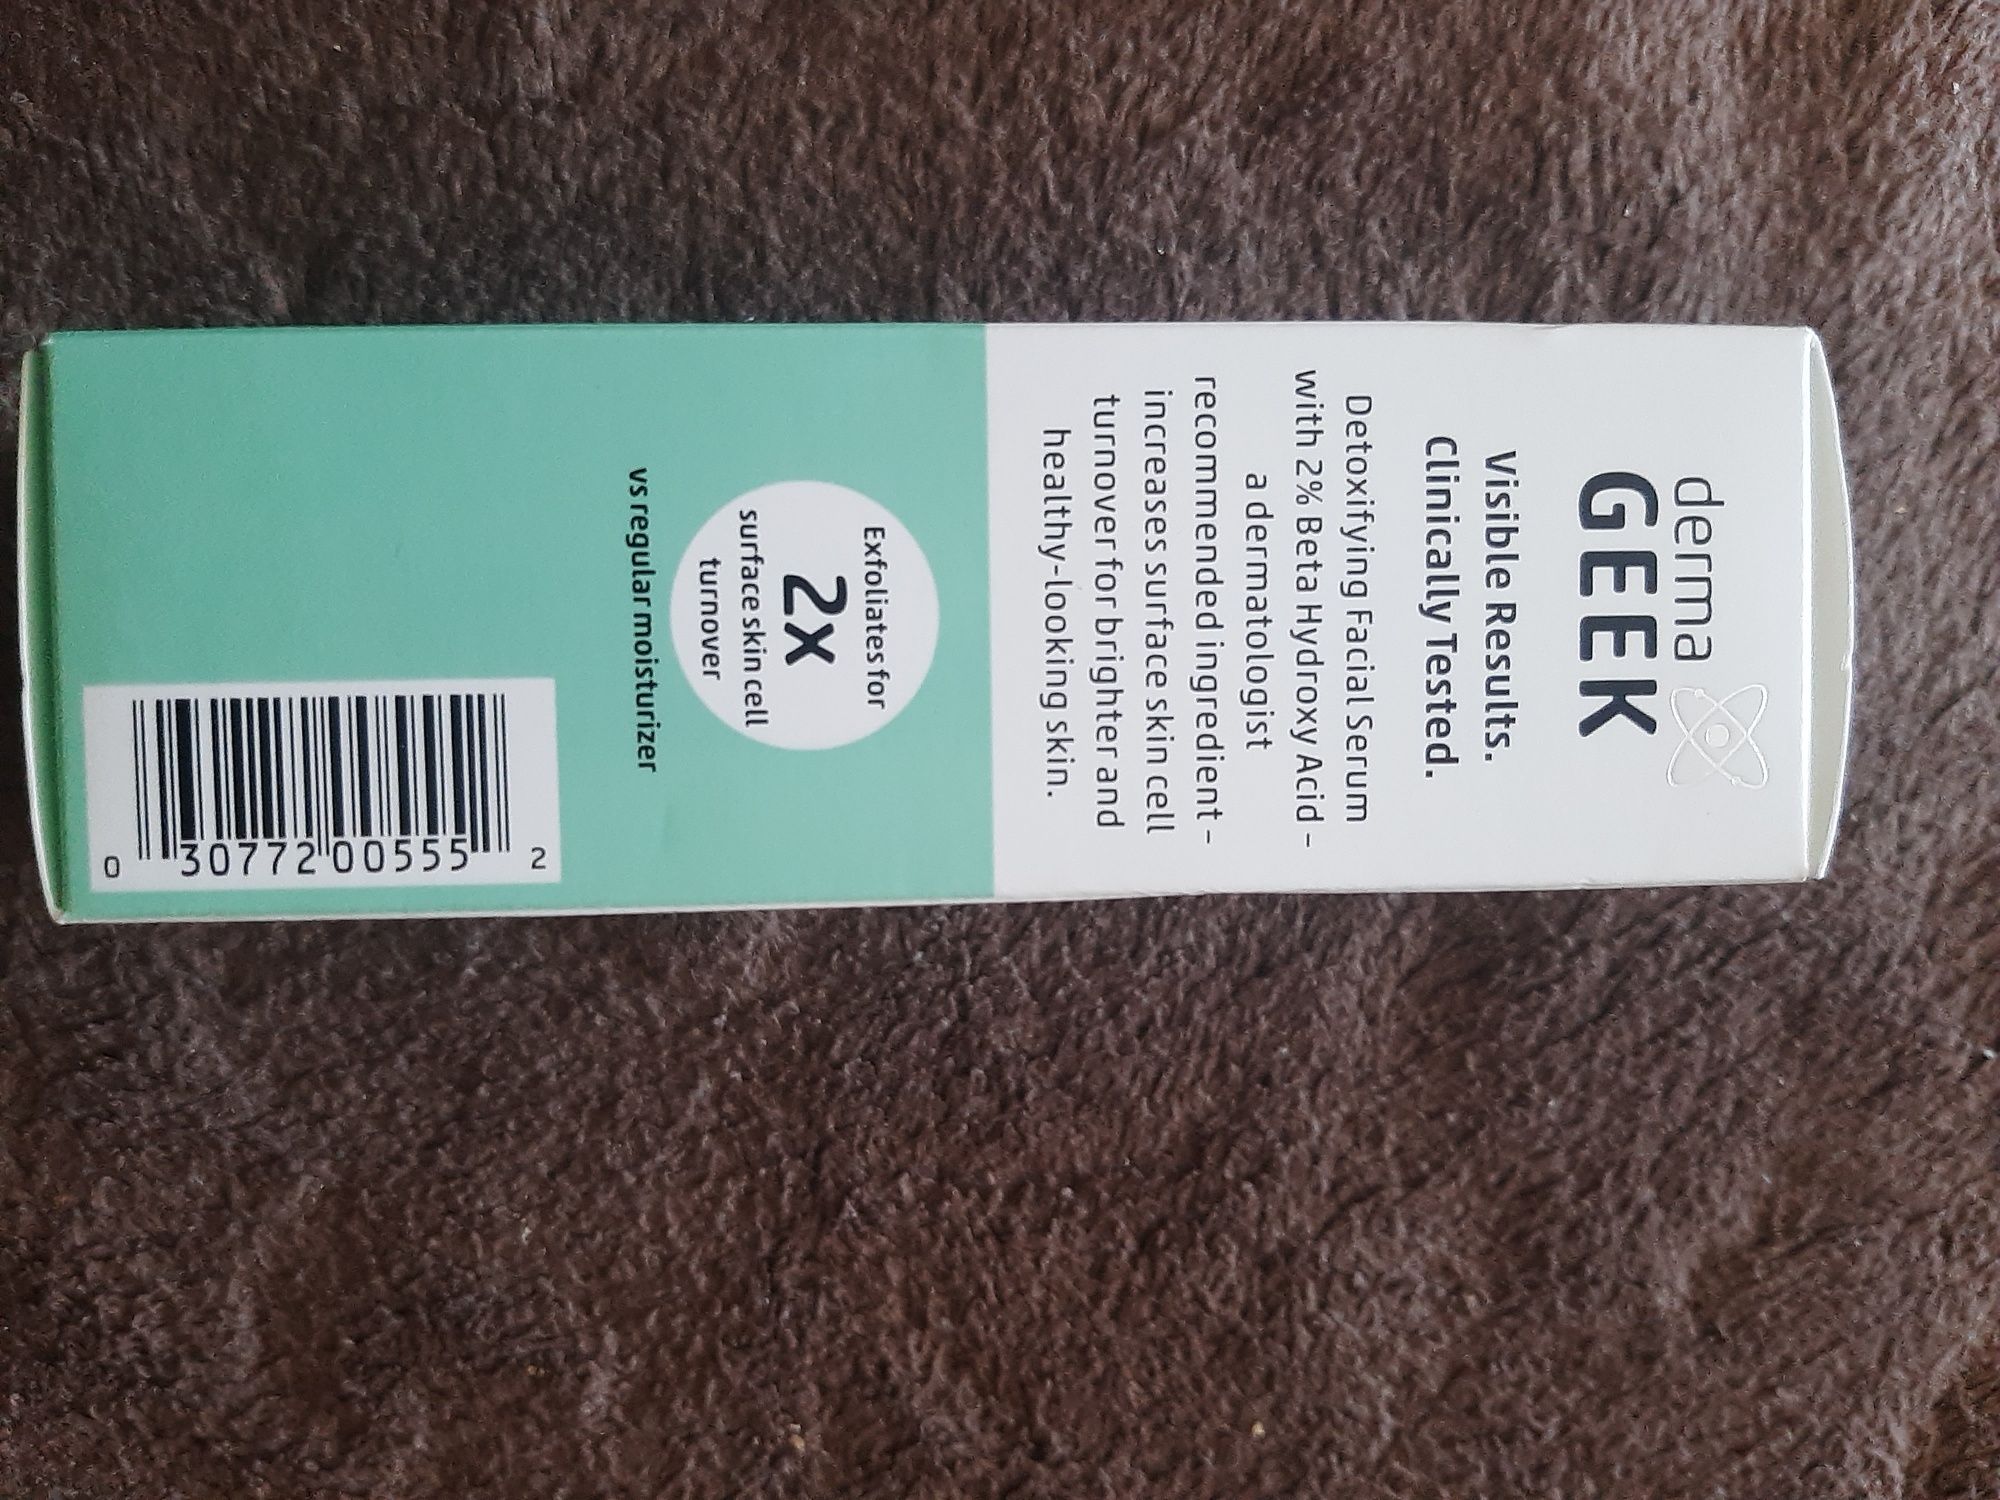 derma
GEEK
Visible Results.
Clinically Tested.
Detoxifying Facial Serum
with 2% Beta Hydroxy Acid -
a dermatologist
recommended ingredient -
increases surface skin cell
turnover for brighter and
healthy-looking skin.
Exfoliates for
2x
surface skin cell
turnover
vs regular moisturizer
0 30772 00555 2